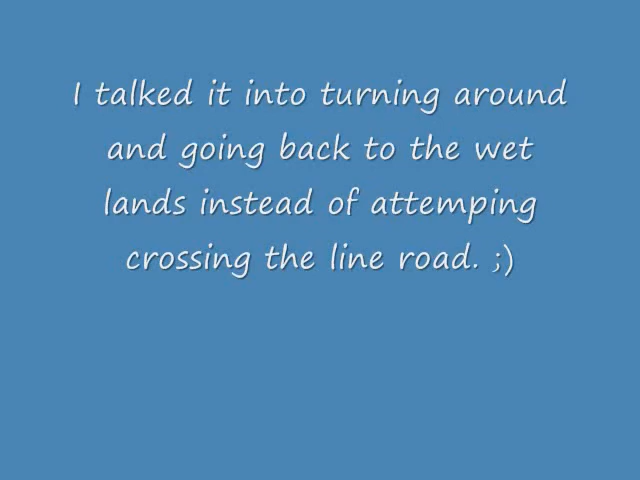 I talked it into turning around
and going back to the wet
lands instead of attemping
crossing the line road. ;)